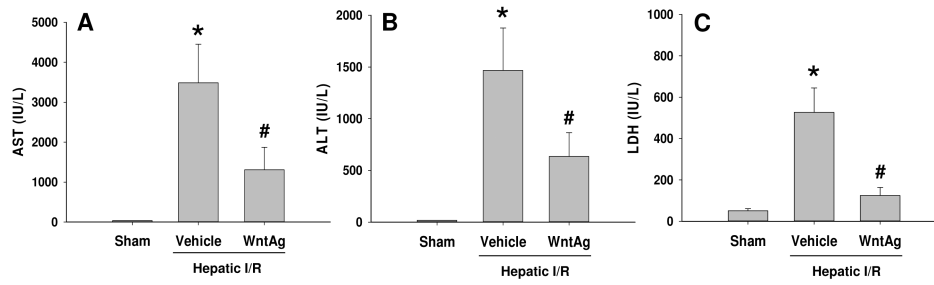 A
AST (IU/L)
5000
4000
3000
2000
1000
0
*
#
Sham Vehicle WntAg
Hepatic I/R
B
ALT (IU/L)
2000
1500
1000
500
0
*
#
Sham Vehicle WntAg
Hepatic I/R
C
LDH (IU/L)
1000
800
600
400
200
0
*
#
Sham Vehicle WntAg
Hepatic I/R